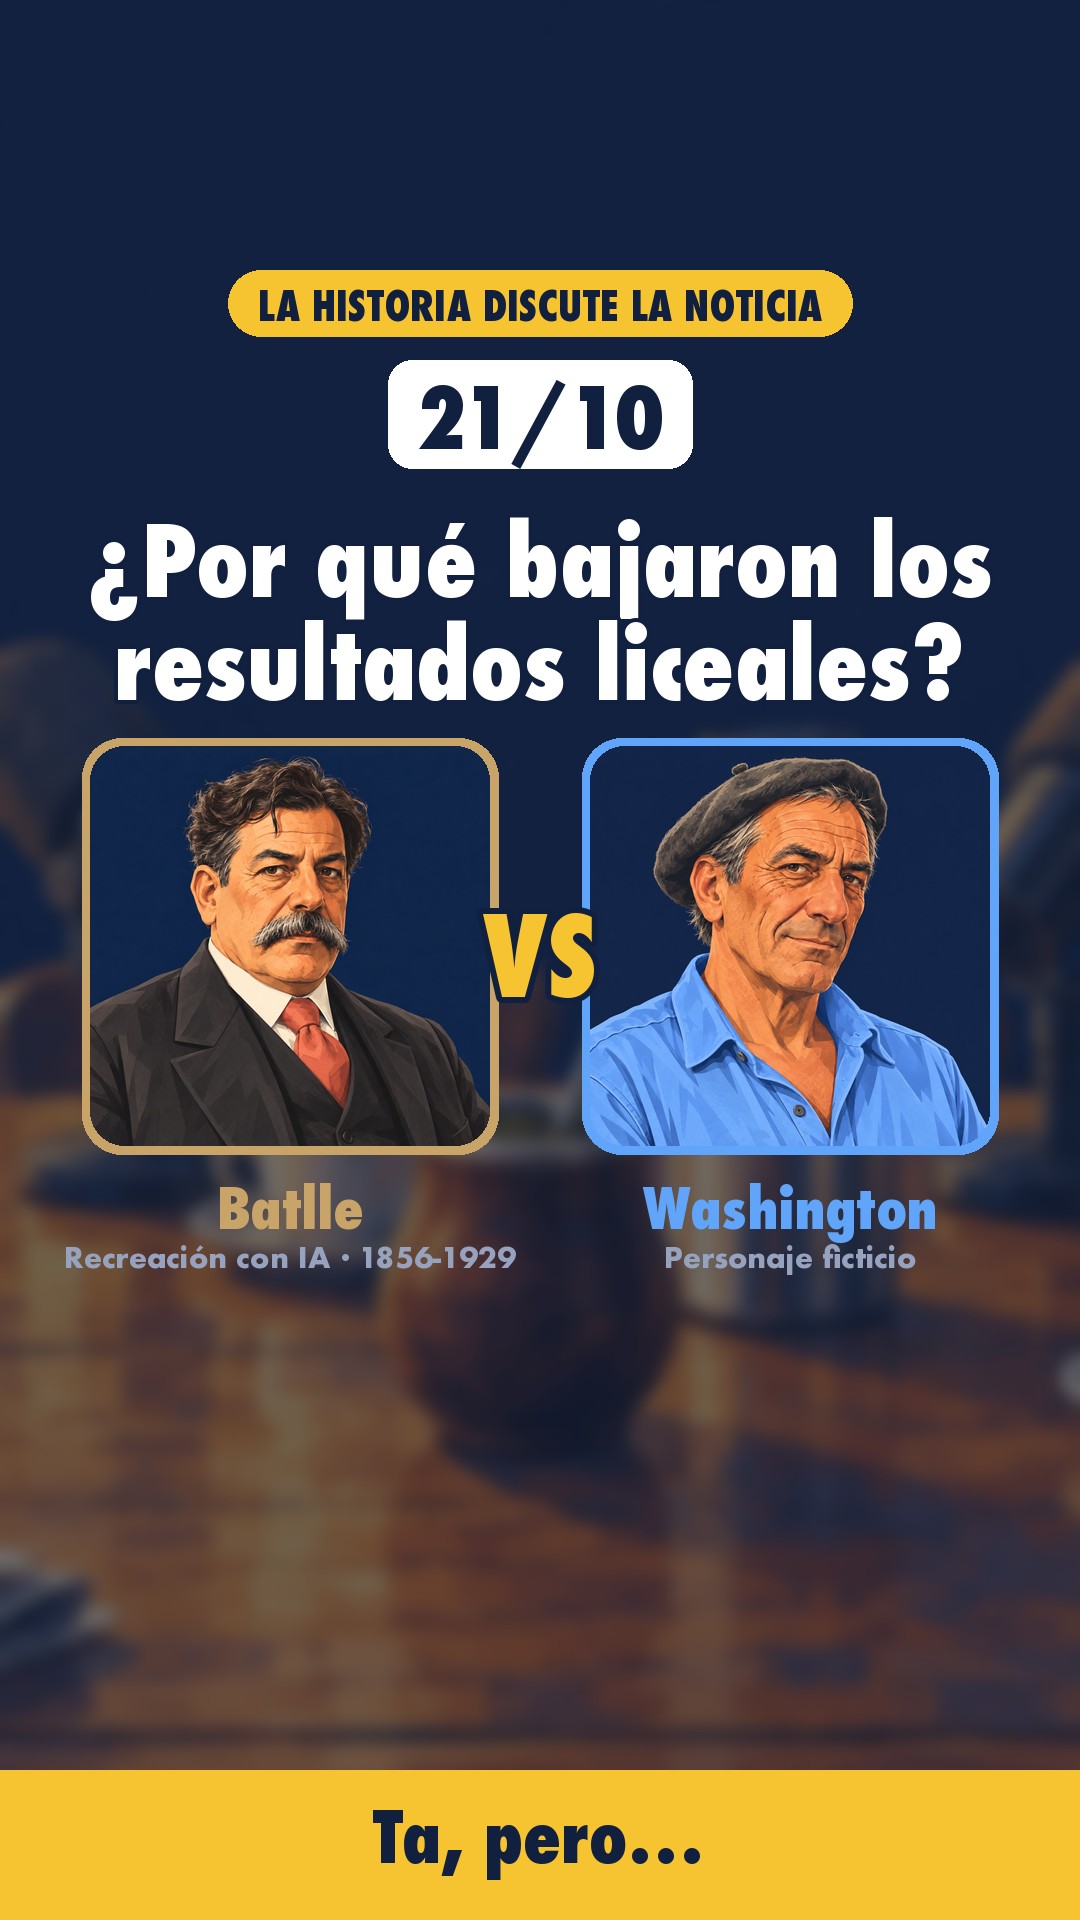 LA HISTORIA DISCUTE LA NOTICIA
21/10
¿Por qué bajaron los
resultados liceales?
VS
Batlle
Recreación con IA · 1856-1929
Washington
Personaje ficticio
Ta, pero...